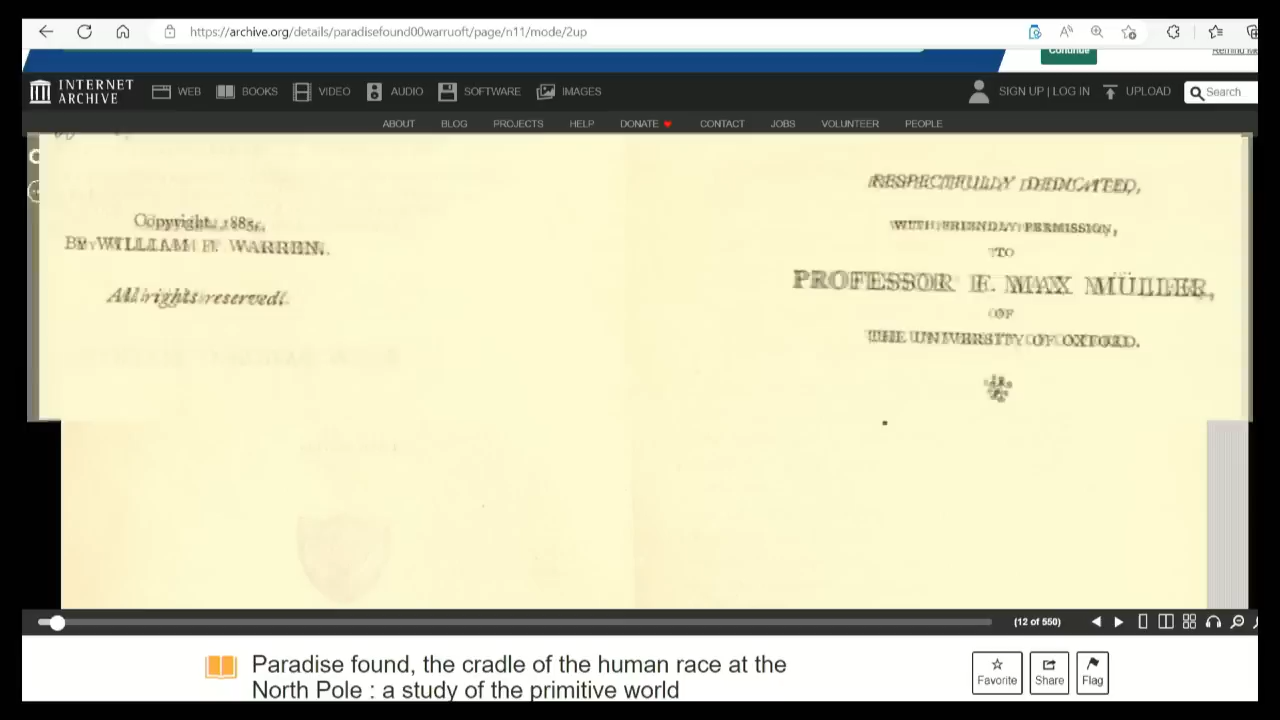 https://archive.org/details/paradisefound00warruoft/page/n11/mode/2up
Continue
Remind Me
INTERNET
ARCHIVE
WEB
BOOKS
VIDEO
AUDIO
SOFTWARE
IMAGES
SIGN UP | LOG IN
UPLOAD
Search
ABOUT
BLOG
PROJECTS
HELP
DONATE
CONTACT
JOBS
VOLUNTEER
PEOPLE
Copyright, 1885,
BY WILLIAM F. WARREN.
All rights reserved.
RESPECTFULLY DEDICATED,
WITH FRIENDLY PERMISSION,
TO
PROFESSOR F. MAX MÜLLER,
OF
THE UNIVERSITY OF OXFORD.
(12 of 550)
Paradise found, the cradle of the human race at the
North Pole : a study of the primitive world
Favorite
Share
Flag